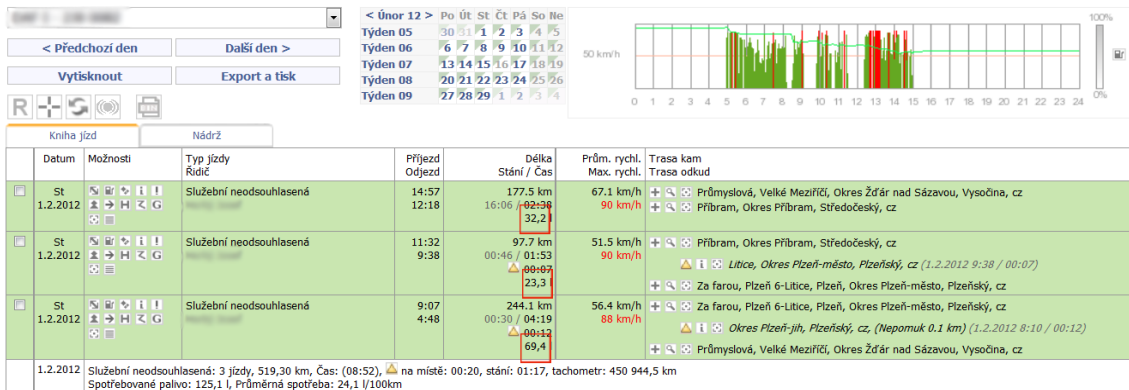 < Únor 12 > Po Út St Čt Pá So Ne
Týden 05 30 31 1 2 3 4 5
Týden 06 6 7 8 9 10 11 12
Týden 07 13 14 15 16 17 18 19
Týden 08 20 21 22 23 24 25 26
Týden 09 27 28 29 1 2 3 4
< Předchozí den Další den >
Vytisknout Export a tisk
R
100%
50 km/h
0%
0 1 2 3 4 5 6 7 8 9 10 11 12 13 14 15 16 17 18 19 20 21 22 23 24
Kniha jízd Nádrž
Datum Možnosti Typ jízdy Příjezd Délka Prům. rychl. Trasa kam
Řidič Odjezd Stání / Čas Max. rychl. Trasa odkud
St Služební neodsouhlasená 14:57 177.5 km 67.1 km/h Průmyslová, Velké Meziříčí, Okres Žďár nad Sázavou, Vysočina, cz
1.2.2012 H G 12:18 16:06 / 02:38 90 km/h Příbram, Okres Příbram, Středočeský, cz
32,2 l
St Služební neodsouhlasená 11:32 97.7 km 51.5 km/h Příbram, Okres Příbram, Středočeský, cz
1.2.2012 H G 9:38 00:46 / 01:53 90 km/h
00:07 Litice, Okres Plzeň-město, Plzeňský, cz (1.2.2012 9:38 / 00:07)
23,3 l Za farou, Plzeň 6-Litice, Plzeň, Okres Plzeň-město, Plzeňský, cz
St Služební neodsouhlasená 9:07 244.1 km 56.4 km/h Za farou, Plzeň 6-Litice, Plzeň, Okres Plzeň-město, Plzeňský, cz
1.2.2012 H G 4:48 00:30 / 04:19 88 km/h
00:12 Okres Plzeň-jih, Plzeňský, cz, (Nepomuk 0.1 km) (1.2.2012 8:10 / 00:12)
69,4 Průmyslová, Velké Meziříčí, Okres Žďár nad Sázavou, Vysočina, cz
1.2.2012 Služební neodsouhlasená: 3 jízdy, 519,30 km, Čas: (08:52), na místě: 00:20, stání: 01:17, tachometr: 450 944,5 km
Spotřebované palivo: 125,1 l, Průměrná spotřeba: 24,1 l/100km